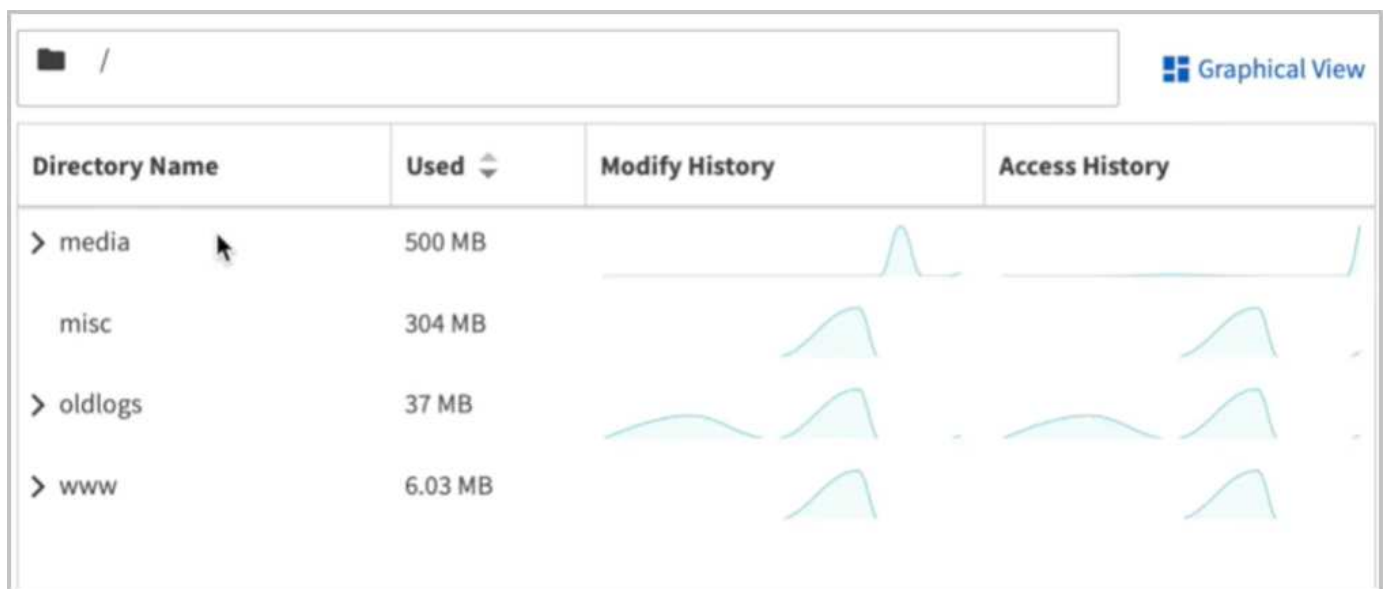 /
Graphical View
Directory Name Used Modify History Access History
media 500 MB
misc 304 MB
oldlogs 37 MB
www 6.03 MB